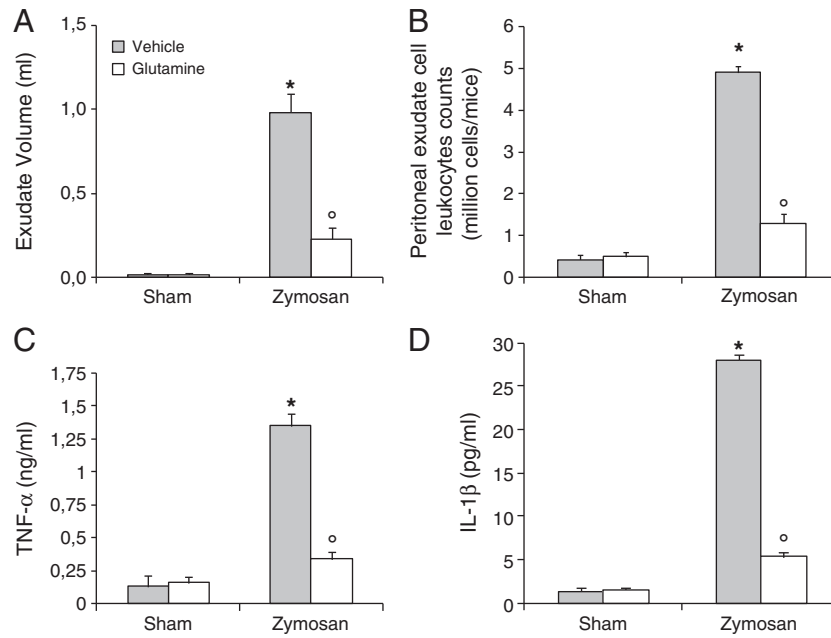 A
Exudate Volume (ml)
1,5
1,0
0,5
0,0
Vehicle
Glutamine
*
°
Sham
Zymosan
B
Peritoneal exudate cell
leukocytes counts
(million cells/mice)
6
5
4
3
2
1
0
*
°
Sham
Zymosan
C
TNF-α (ng/ml)
1,75
1,5
1,25
1
0,75
0,5
0,25
0
*
°
Sham
Zymosan
D
IL-1β (pg/ml)
30
25
20
15
10
5
0
*
°
Sham
Zymosan